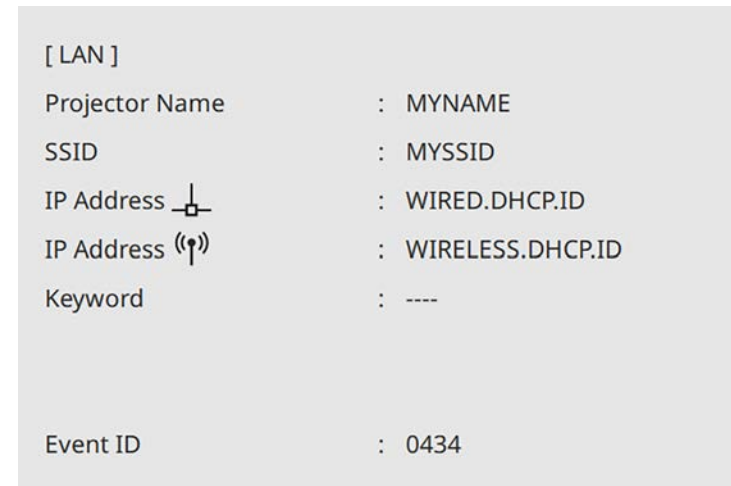 [ LAN ]
Projector Name : MYNAME
SSID : MYSSID
IP Address : WIRED.DHCP.ID
IP Address : WIRELESS.DHCP.ID
Keyword : ----
Event ID : 0434